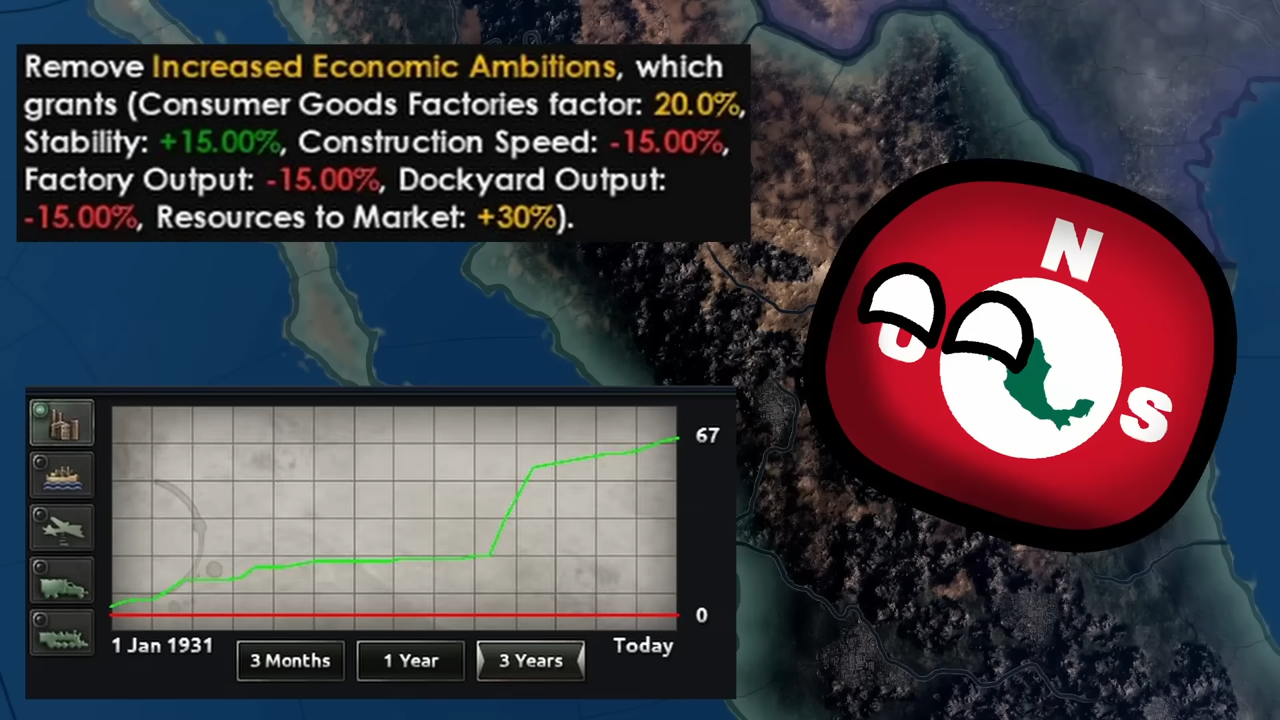 Remove Increased Economic Ambitions, which
grants (Consumer Goods Factories factor: 20.0%,
Stability: +15.00%, Construction Speed: -15.00%,
Factory Output: -15.00%, Dockyard Output:
-15.00%, Resources to Market: +30%).
N
U
S
67
0
1 Jan 1931
Today
3 Months
1 Year
3 Years